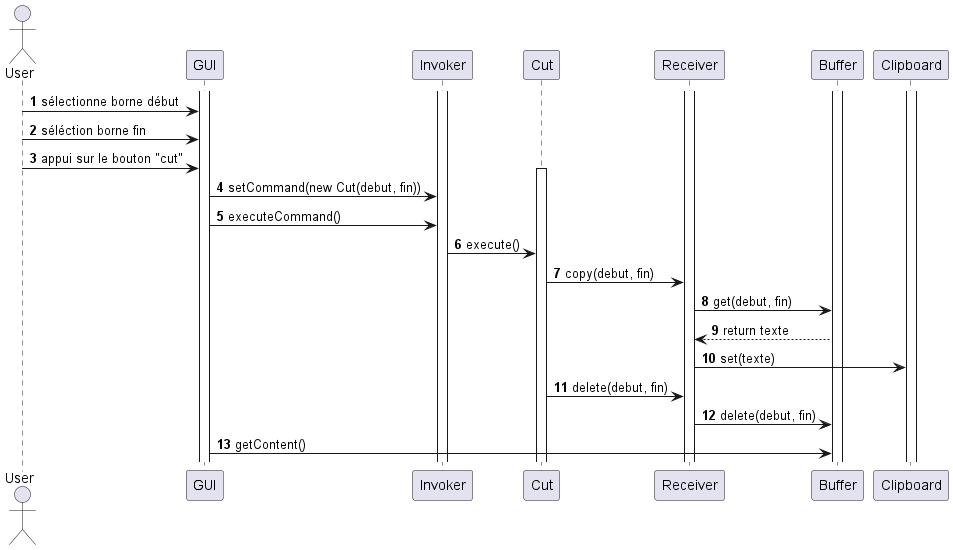 User
GUI
Invoker
Cut
Receiver
Buffer
Clipboard
1 sélectionne borne début
2 séléction borne fin
3 appui sur le bouton "cut"
4 setCommand(new Cut(debut, fin))
5 executeCommand()
6 execute()
7 copy(debut, fin)
8 get(debut, fin)
9 return texte
10 set(texte)
11 delete(debut, fin)
12 delete(debut, fin)
13 getContent()
User
GUI
Invoker
Cut
Receiver
Buffer
Clipboard